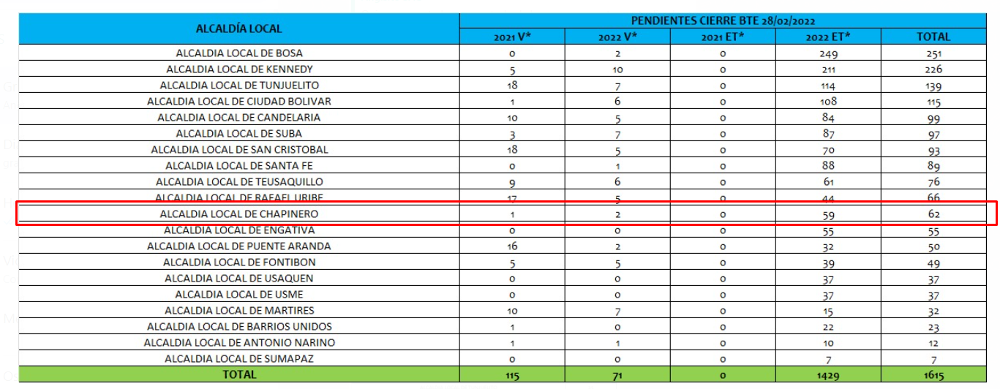 ALCALDÍA LOCAL PENDIENTES CIERRE BTE 28/02/2022
2021 V* 2022 V* 2021 ET* 2022 ET* TOTAL
ALCALDIA LOCAL DE BOSA 0 2 0 249 251
ALCALDIA LOCAL DE KENNEDY 5 10 0 211 226
ALCALDIA LOCAL DE TUNJUELITO 18 7 0 114 139
ALCALDIA LOCAL DE CIUDAD BOLIVAR 1 6 0 108 115
ALCALDIA LOCAL DE CANDELARIA 10 5 0 84 99
ALCALDIA LOCAL DE SUBA 3 7 0 87 97
ALCALDIA LOCAL DE SAN CRISTOBAL 18 5 0 70 93
ALCALDIA LOCAL DE SANTA FE 0 1 0 88 89
ALCALDIA LOCAL DE TEUSAQUILLO 9 6 0 61 76
ALCALDIA LOCAL DE RAFAEL URIBE 17 5 0 44 66
ALCALDIA LOCAL DE CHAPINERO 1 2 0 59 62
ALCALDIA LOCAL DE ENGATIVA 0 0 0 55 55
ALCALDIA LOCAL DE PUENTE ARANDA 16 2 0 32 50
ALCALDIA LOCAL DE FONTIBON 5 5 0 39 49
ALCALDIA LOCAL DE USAQUEN 0 0 0 37 37
ALCALDIA LOCAL DE USME 0 0 0 37 37
ALCALDIA LOCAL DE MARTIRES 10 7 0 15 32
ALCALDIA LOCAL DE BARRIOS UNIDOS 1 0 0 22 23
ALCALDIA LOCAL DE ANTONIO NARINO 1 1 0 10 12
ALCALDIA LOCAL DE SUMAPAZ 0 0 0 7 7
TOTAL 115 71 0 1429 1615